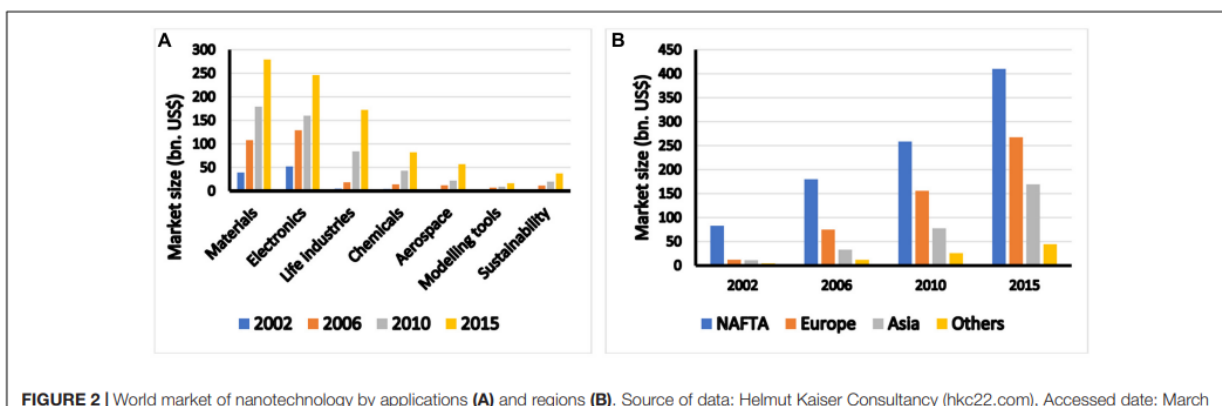 A
300
250
200
150
100
50
0
Market size (bn. US$)
Materials
Electronics
Life Industries
Chemicals
Aerospace
Modelling tools
Sustainability
2002 2006 2010 2015
B
450
400
350
300
250
200
150
100
50
0
Market size (bn. US$)
2002 2006 2010 2015
NAFTA Europe Asia Others
FIGURE 2 | World market of nanotechnology by applications (A) and regions (B). Source of data: Helmut Kaiser Consultancy (hkc22.com). Accessed date: March